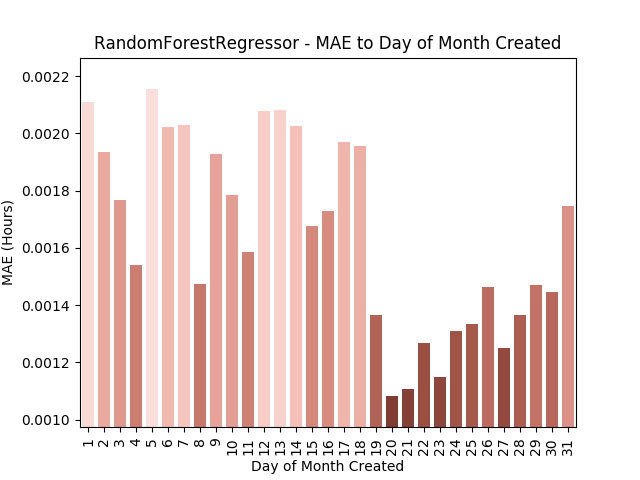 RandomForestRegressor - MAE to Day of Month Created
MAE (Hours)
0.0022
0.0020
0.0018
0.0016
0.0014
0.0012
0.0010
1 2 3 4 5 6 7 8 9 10 11 12 13 14 15 16 17 18 19 20 21 22 23 24 25 26 27 28 29 30 31
Day of Month Created